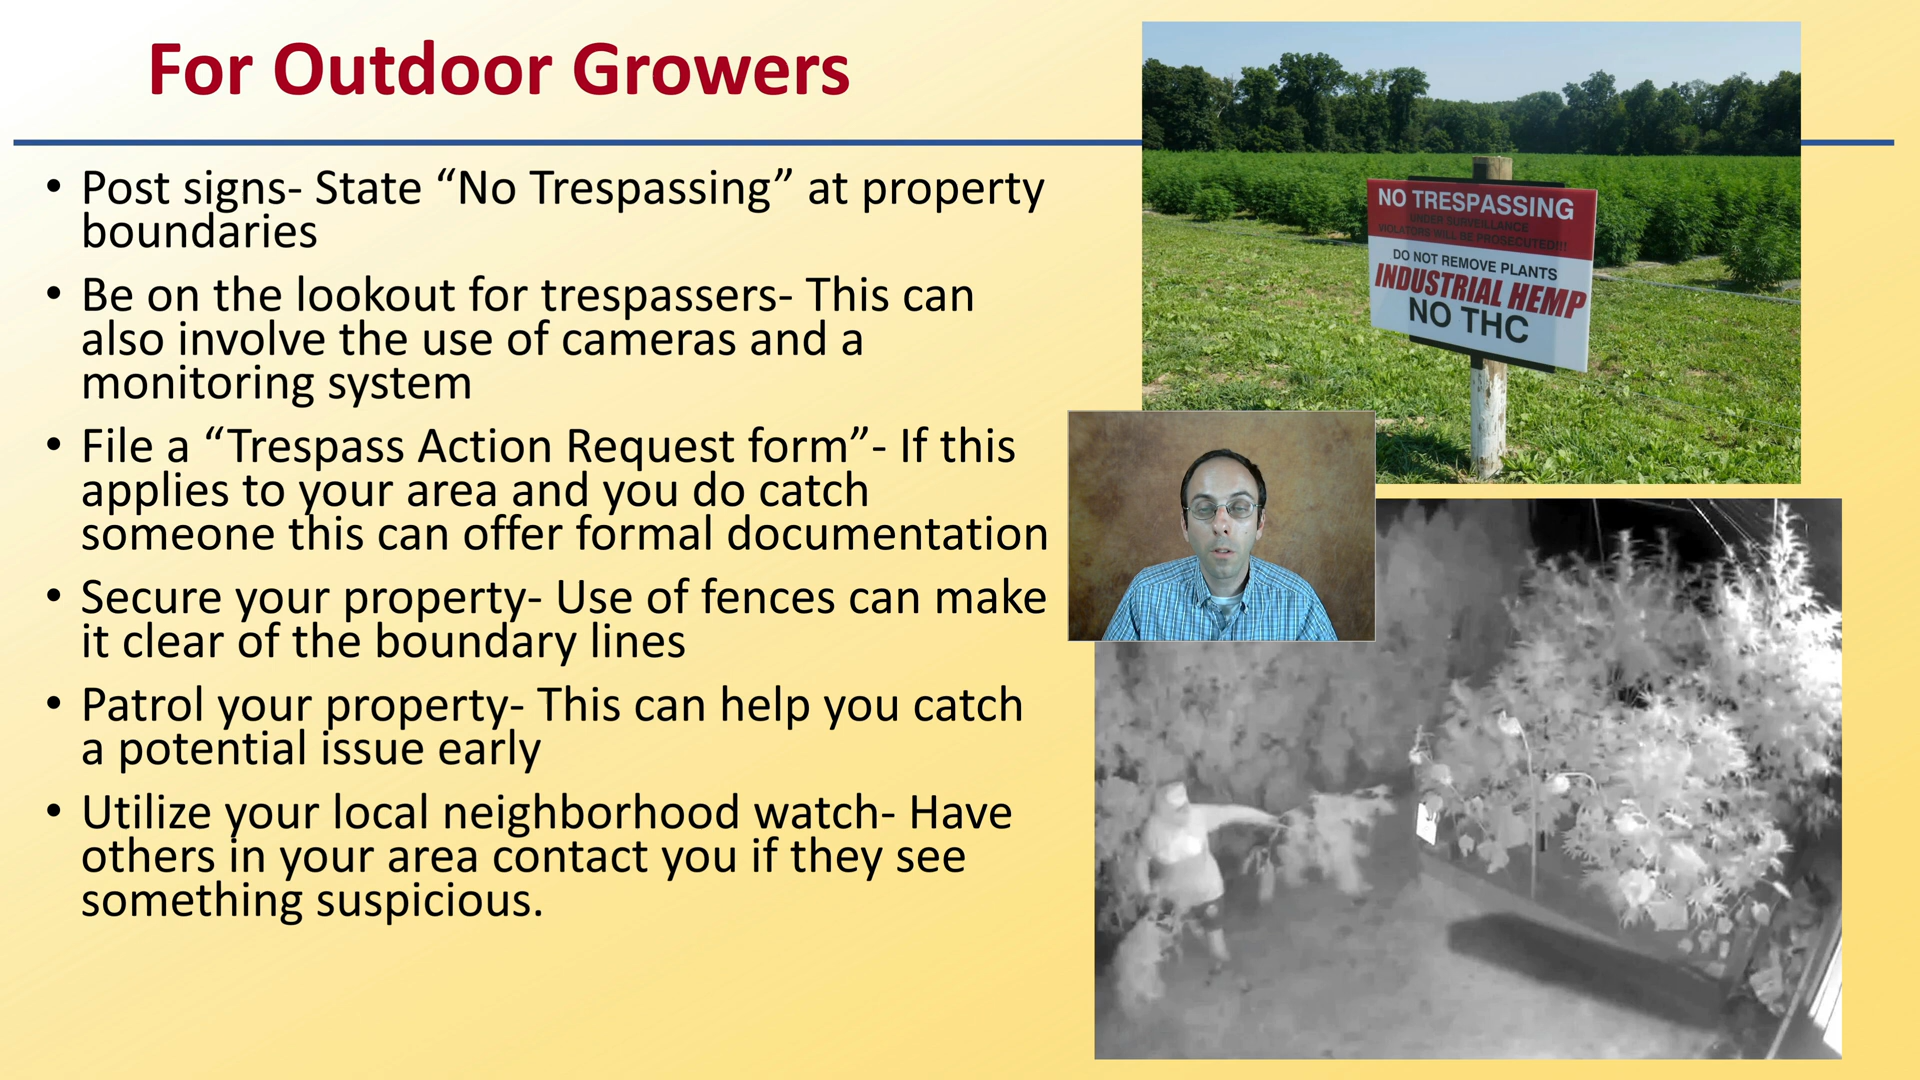 For Outdoor Growers
• Post signs- State “No Trespassing” at property
boundaries
• Be on the lookout for trespassers- This can
also involve the use of cameras and a
monitoring system
• File a “Trespass Action Request form”- If this
applies to your area and you do catch
someone this can offer formal documentation
• Secure your property- Use of fences can make
it clear of the boundary lines
• Patrol your property- This can help you catch
a potential issue early
• Utilize your local neighborhood watch- Have
others in your area contact you if they see
something suspicious.
NO TRESPASSING
UNDER SURVEILLANCE
VIOLATORS WILL BE PROSECUTED!!!
DO NOT REMOVE PLANTS
INDUSTRIAL HEMP
NO THC